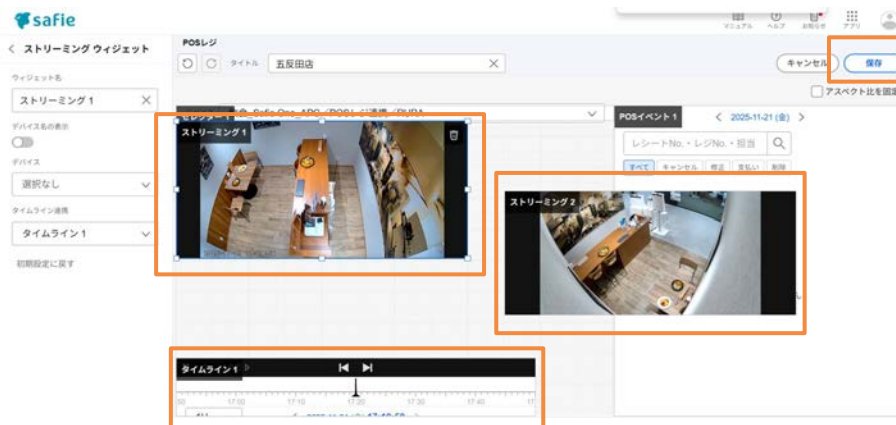 safie
マニュアル ヘルプ お知らせ アプリ
ストリーミング ウィジェット
POSレジ
タイトル 五反田店
キャンセル 保存
アスペクト比を固定
ウィジェット名
ストリーミング 1
デバイス名の表示
デバイス
選択なし
タイムライン連携
タイムライン 1
初期設定に戻す
ストリーミング 1
POSイベント 1 2025-11-21 (金)
レシートNo.・レジNo.・担当
すべて キャンセル 修正 支払い 削除
ストリーミング 2
タイムライン 1
17:00 17:10 17:20 17:30 17:40